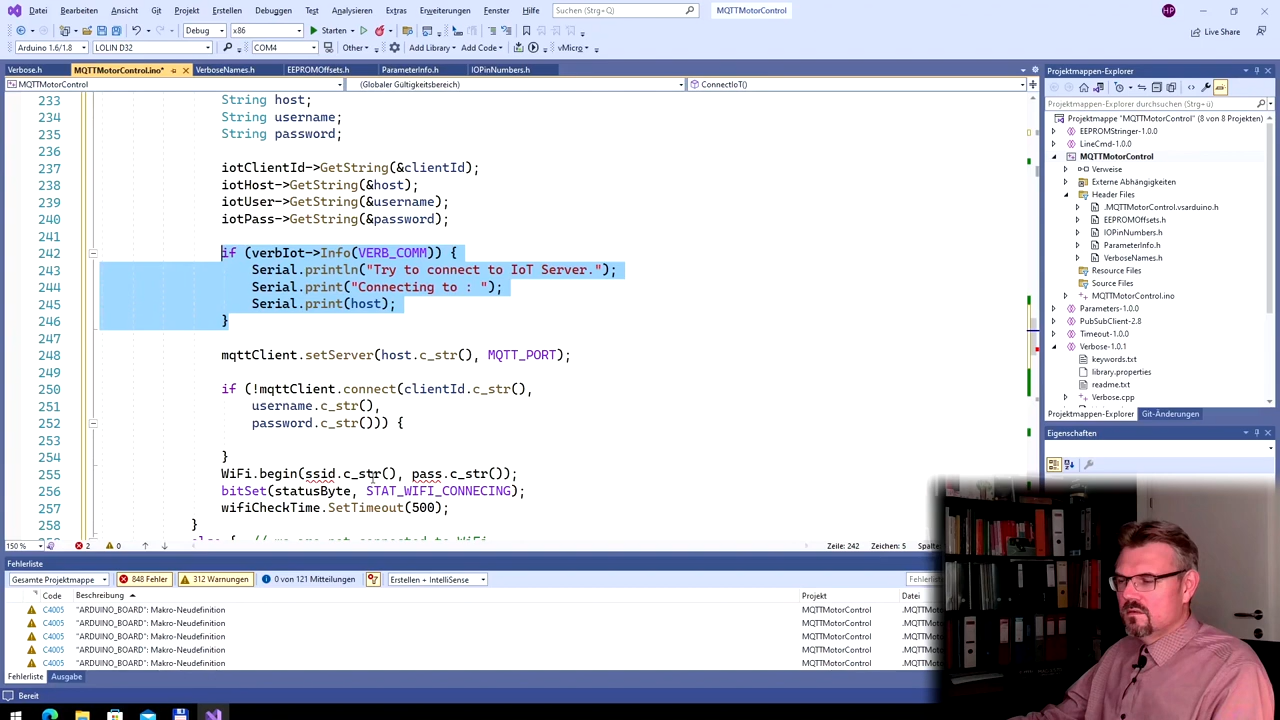 Datei Bearbeiten Ansicht Git Projekt Erstellen Debuggen Test Analysieren Extras Erweiterungen Fenster Hilfe Suchen (Strg+Q) MQTTMotorControl HP
Debug x86 Starten Live Share
Arduino 1.6/1.8 LOLIN D32 COM4 Other Add Library Add Code vMicro
Verbose.h MQTTMotorControl.ino* VerboseNames.h EEPROMOffsets.h ParameterInfo.h IOPinNumbers.h
MQTTMotorControl (Globaler Gültigkeitsbereich) ConnectIoT()
233 String host;
234 String username;
235 String password;
236
237 iotClientId->GetString(&clientId);
238 iotHost->GetString(&host);
239 iotUser->GetString(&username);
240 iotPass->GetString(&password);
241
242 if (verbIot->Info(VERB_COMM)) {
243 Serial.println("Try to connect to IoT Server.");
244 Serial.print("Connecting to : ");
245 Serial.print(host);
246 }
247
248 mqttClient.setServer(host.c_str(), MQTT_PORT);
249
250 if (!mqttClient.connect(clientId.c_str(),
251 username.c_str(),
252 password.c_str())) {
253
254 }
255 WiFi.begin(ssid.c_str(), pass.c_str());
256 bitSet(statusByte, STAT_WIFI_CONNECING);
257 wifiCheckTime.SetTimeout(500);
258 }
150 % 2 0 Zeile: 242 Zeichen: 5
Projektmappen-Explorer
Projektmappen-Explorer durchsuchen (Strg+ü)
Projektmappe "MQTTMotorControl" (8 von 8 Projekten)
EEPROMStringer-1.0.0
LineCmd-1.0.0
MQTTMotorControl
Verweise
Externe Abhängigkeiten
Header Files
.MQTTMotorControl.vsarduino.h
EEPROMOffsets.h
IOPinNumbers.h
ParameterInfo.h
VerboseNames.h
Resource Files
Source Files
MQTTMotorControl.ino
Parameters-1.0.0
PubSubClient-2.8
Timeout-1.0.0
Verbose-1.0.1
keywords.txt
library.properties
readme.txt
Verbose.cpp
Projektmappen-Explorer Git-Änderungen
Eigenschaften
Fehlerliste
Gesamte Projektmappe 848 Fehler 312 Warnungen 0 von 121 Mitteilungen Erstellen + IntelliSense
Code Beschreibung Projekt Datei
C4005 "ARDUINO_BOARD": Makro-Neudefinition MQTTMotorControl
C4005 "ARDUINO_BOARD": Makro-Neudefinition MQTTMotorControl
C4005 "ARDUINO_BOARD": Makro-Neudefinition MQTTMotorControl
C4005 "ARDUINO_BOARD": Makro-Neudefinition MQTTMotorControl
C4005 "ARDUINO_BOARD": Makro-Neudefinition MQTTMotorControl
Fehlerliste Ausgabe
Bereit